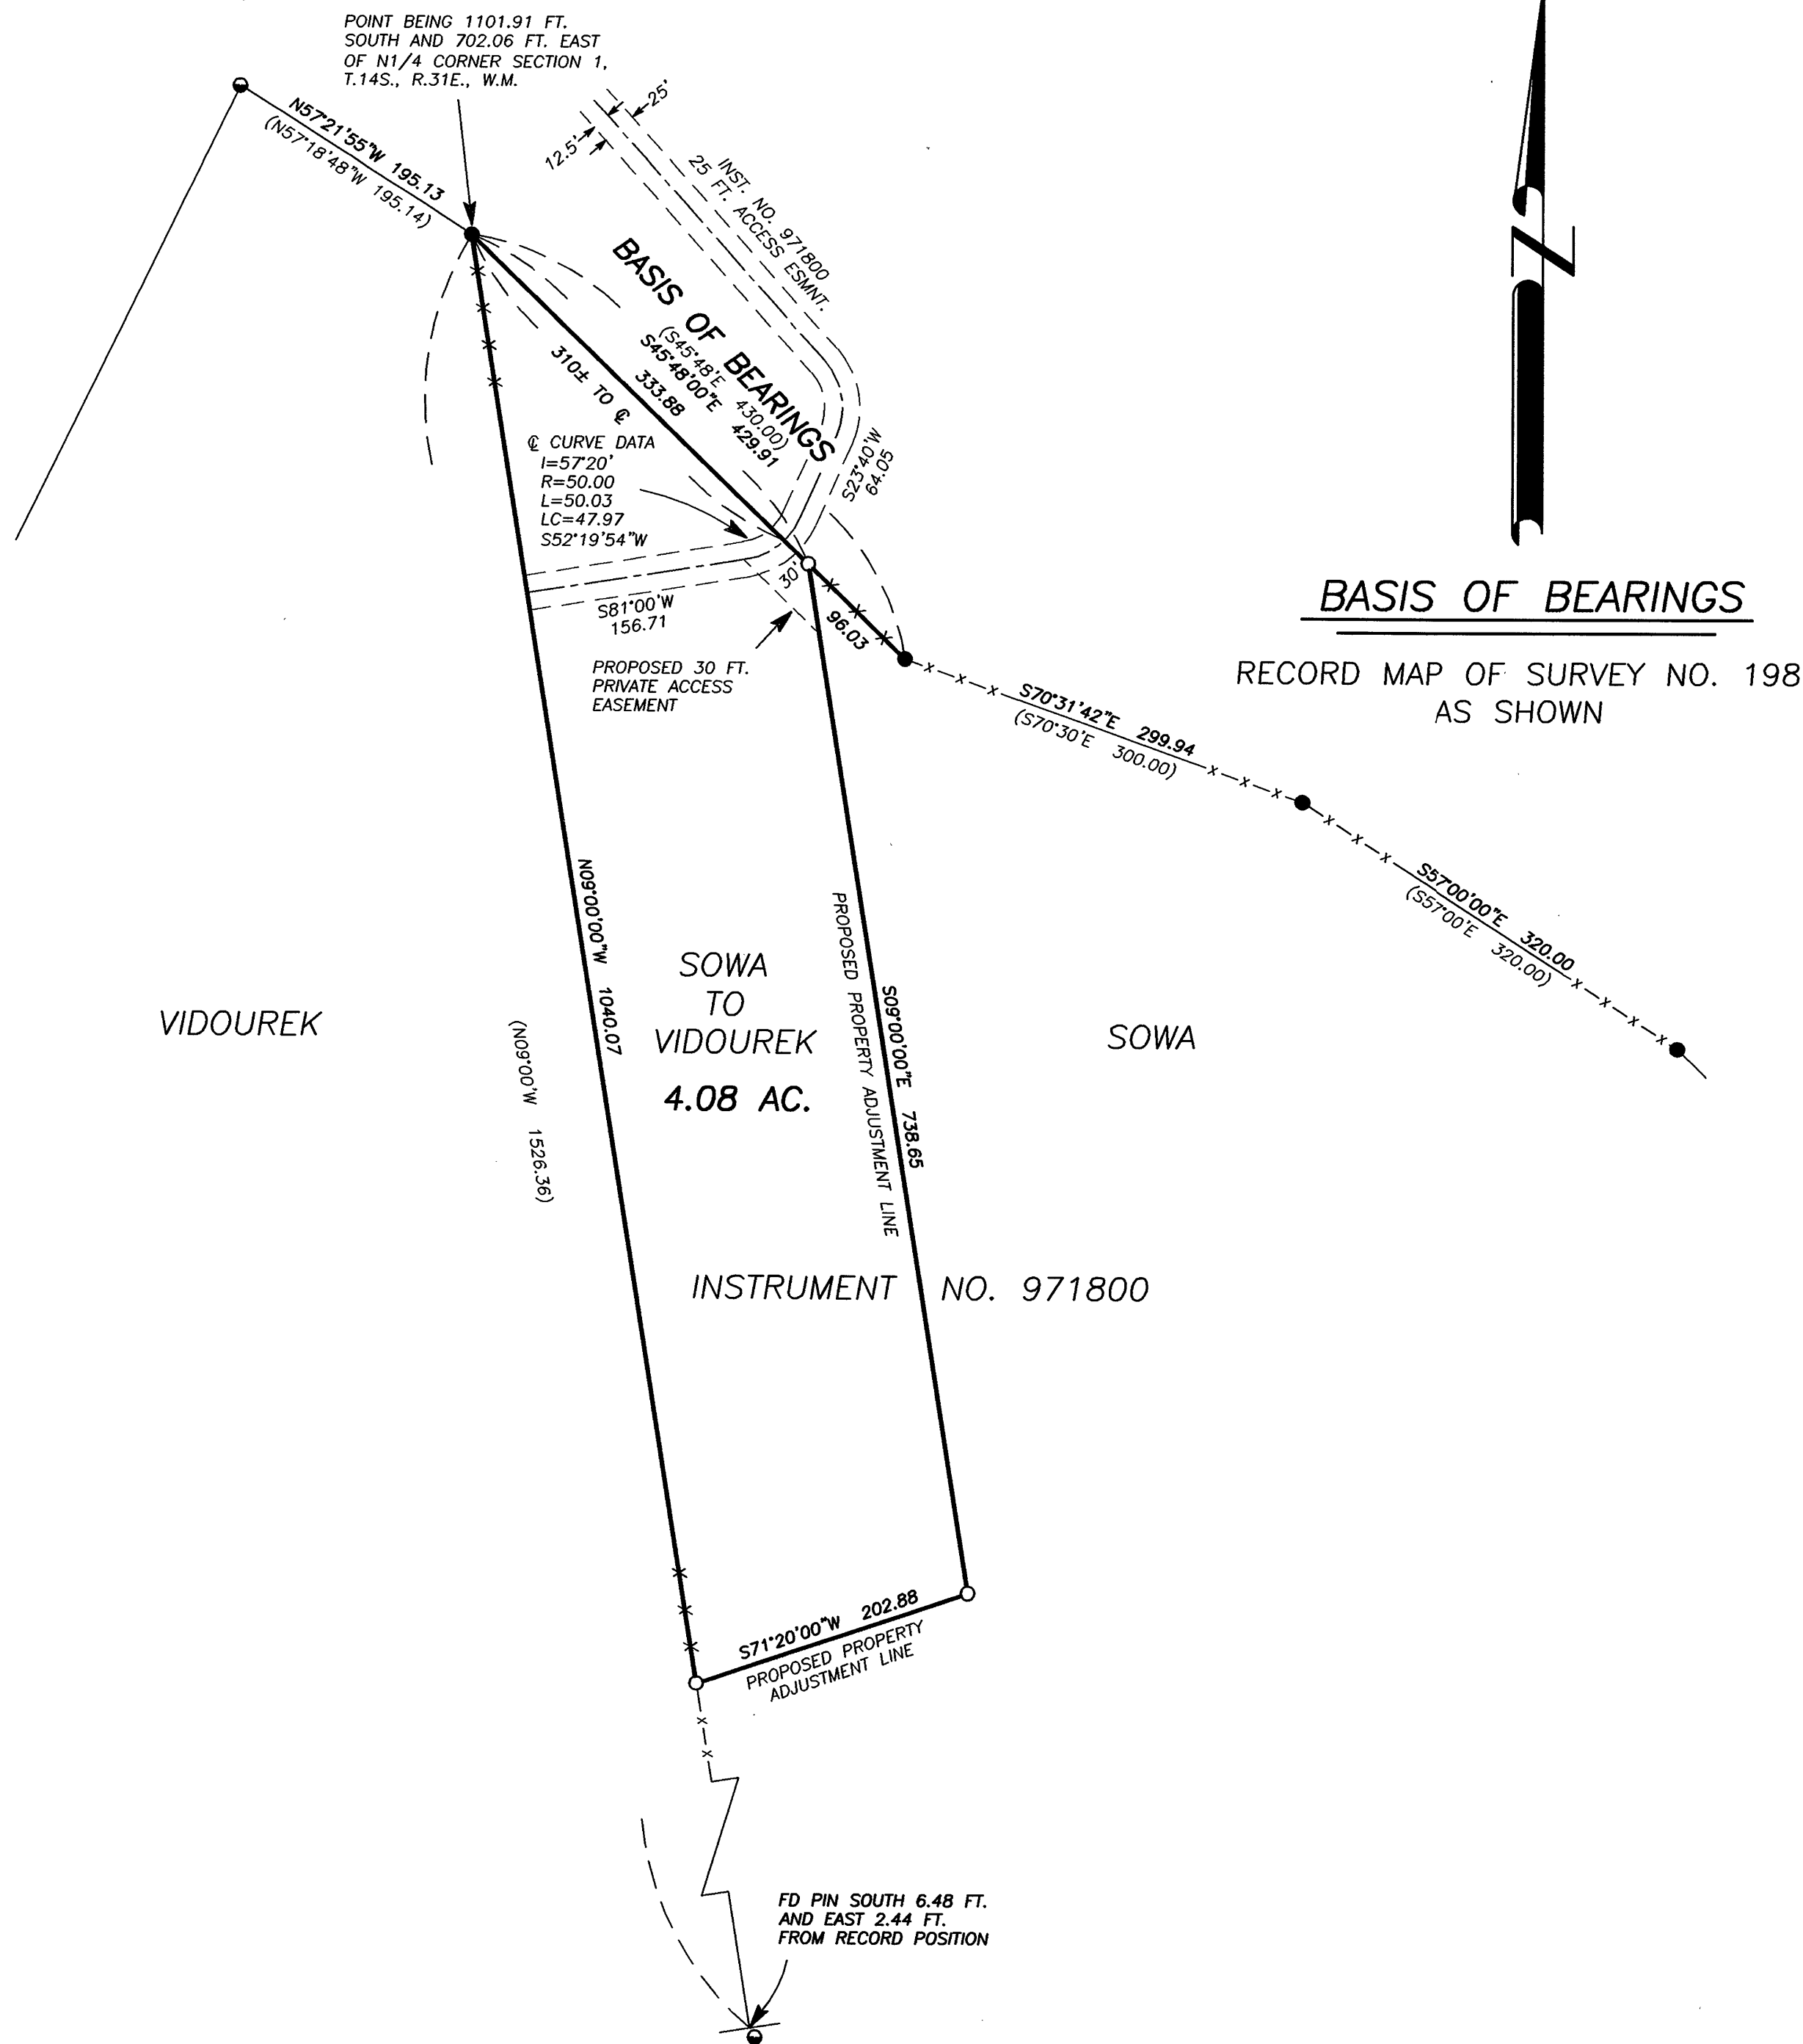 POINT BEING 1101.91 FT.
SOUTH AND 702.06 FT. EAST
OF N1/4 CORNER SECTION 1,
T.14S., R.31E., W.M.
N57°21'55"W 195.13
(N57°18'48"W 195.14)
25'
12.5'
INST. NO. 971800
25 FT. ACCESS ESMNT.
BASIS OF BEARINGS
(S45°48'E 430.00)
S45°48'00"E 429.91
333.88
310± TO ℄
℄ CURVE DATA
I=57°20'
R=50.00
L=50.03
LC=47.97
S52°19'54"W
S23°40'W
64.05
30'
S81°00'W
156.71
96.03
PROPOSED 30 FT.
PRIVATE ACCESS
EASEMENT
BASIS OF BEARINGS
RECORD MAP OF SURVEY NO. 198
AS SHOWN
S70°31'42"E 299.94
(S70°30'E 300.00)
S57°00'00"E 320.00
(S57°00'E 320.00)
N09°00'00"W 1040.07
(N09°00'W 1526.36)
VIDOUREK
SOWA
TO
VIDOUREK
4.08 AC.
PROPOSED PROPERTY ADJUSTMENT LINE
S09°00'00"E 738.65
SOWA
INSTRUMENT NO. 971800
S71°20'00"W 202.88
PROPOSED PROPERTY
ADJUSTMENT LINE
FD PIN SOUTH 6.48 FT.
AND EAST 2.44 FT.
FROM RECORD POSITION